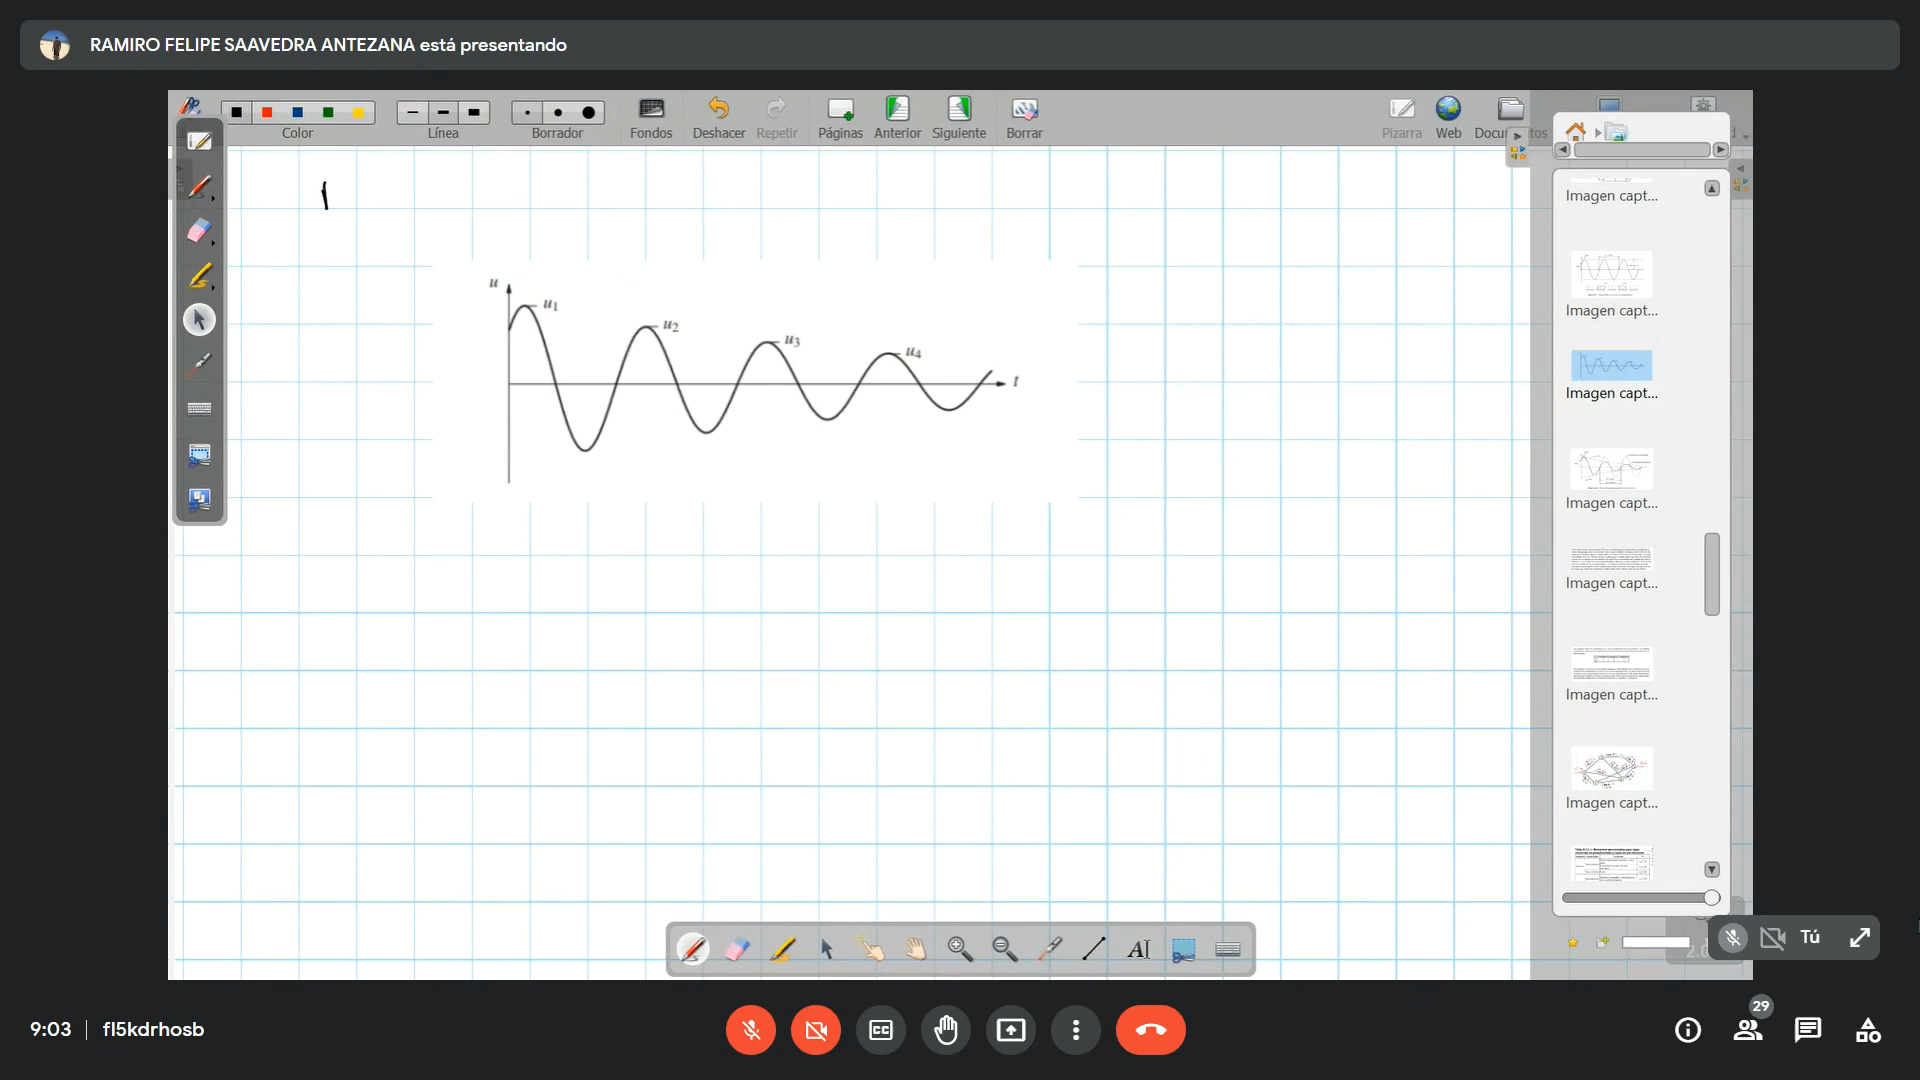 RAMIRO FELIPE SAAVEDRA ANTEZANA está presentando
Color
Línea
Borrador
Fondos
Deshacer
Repetir
Páginas
Anterior
Siguiente
Borrar
Pizarra
Web
u
u1
u2
u3
u4
t
Imagen capt...
Imagen capt...
Imagen capt...
Imagen capt...
Imagen capt...
Imagen capt...
Imagen capt...
AI
Tú
9:03
fl5kdrhosb
CC
29